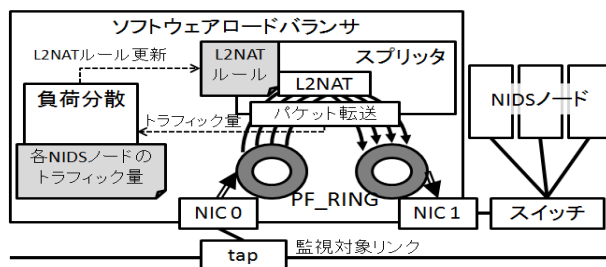 ソフトウェアロードバランサ
L2NATルール更新
L2NAT
ルール
スプリッタ
L2NAT
負荷分散
パケット転送
トラフィック量
各NIDSノードの
トラフィック量
NIDSノード
PF_RING
NIC0
NIC1
スイッチ
tap
監視対象リンク